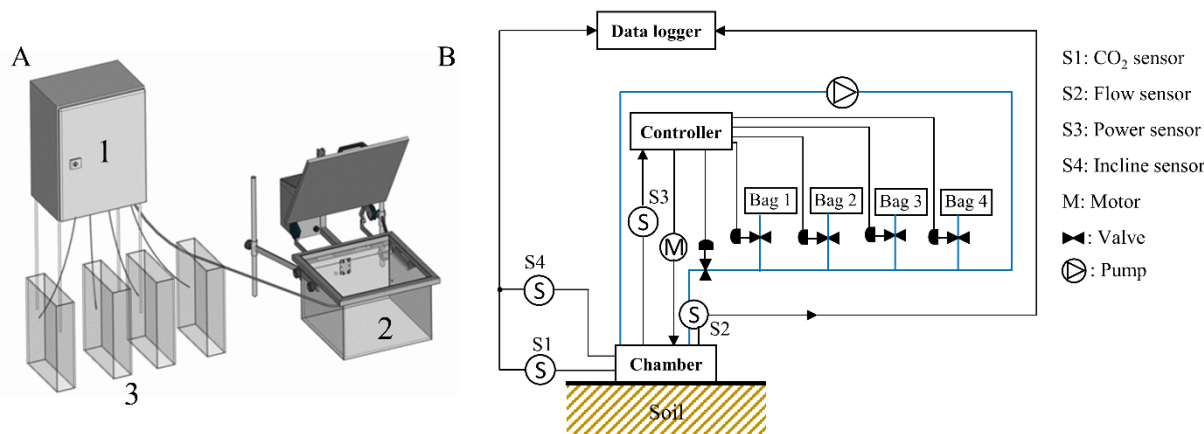 A
1
2
3
B
Data logger
Controller
S3
S
M
Bag 1
Bag 2
Bag 3
Bag 4
S4
S
S
S2
S1
S
Chamber
Soil
S1: CO₂ sensor
S2: Flow sensor
S3: Power sensor
S4: Incline sensor
M: Motor
: Valve
: Pump